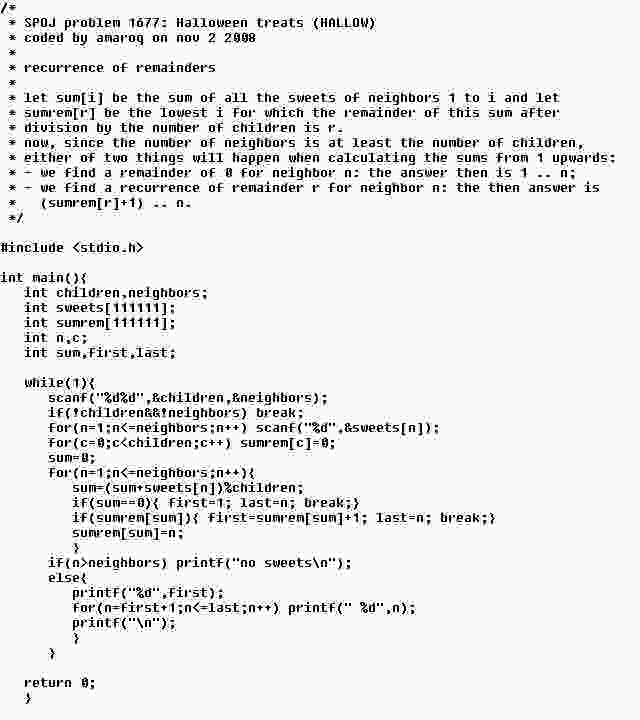 /*
 * SPOJ problem 1677: Halloween treats (HALLOW)
 * coded by amaroq on nov 2 2008
 *
 * recurrence of remainders
 *
 * let sum[i] be the sum of all the sweets of neighbors 1 to i and let
 * sumrem[r] be the lowest i for which the remainder of this sum after
 * division by the number of children is r.
 * now, since the number of neighbors is at least the number of children,
 * either of two things will happen when calculating the sums from 1 upwards:
 * - we find a remainder of 0 for neighbor n: the answer then is 1 .. n;
 * - we find a recurrence of remainder r for neighbor n: the then answer is
 *   (sumrem[r]+1) .. n.
 */

#include <stdio.h>

int main(){
   int children,neighbors;
   int sweets[111111];
   int sumrem[111111];
   int n,c;
   int sum,first,last;

   while(1){
      scanf("%d%d",&children,&neighbors);
      if(!children&&!neighbors) break;
      for(n=1;n<=neighbors;n++) scanf("%d",&sweets[n]);
      for(c=0;c<children;c++) sumrem[c]=0;
      sum=0;
      for(n=1;n<=neighbors;n++){
         sum=(sum+sweets[n])%children;
         if(sum==0){ first=1; last=n; break;}
         if(sumrem[sum]){ first=sumrem[sum]+1; last=n; break;}
         sumrem[sum]=n;
         }
      if(n>neighbors) printf("no sweets\n");
      else{
         printf("%d",first);
         for(n=first+1;n<=last;n++) printf(" %d",n);
         printf("\n");
         }
      }

   return 0;
   }